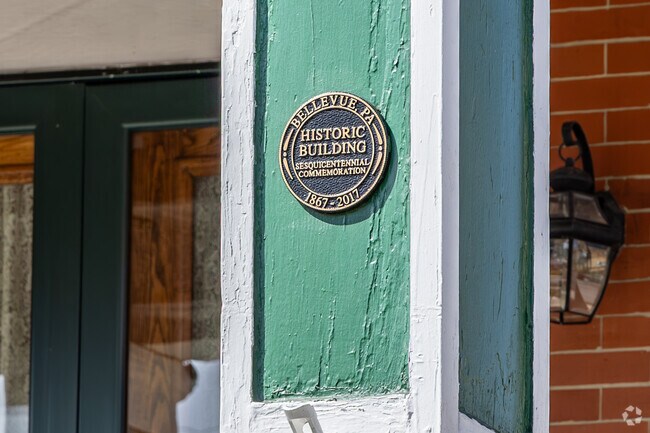 BELLEVUE, PA
HISTORIC
BUILDING
SESQUICENTENNIAL
COMMEMORATION
1867 - 2017